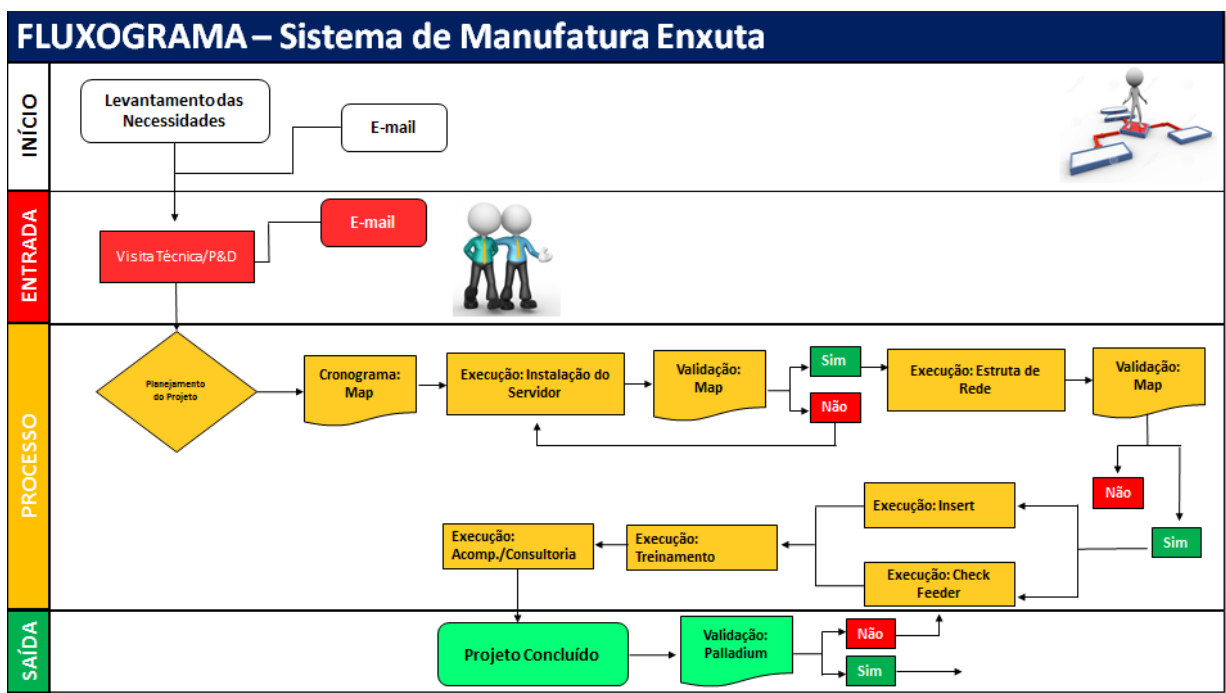 FLUXOGRAMA – Sistema de Manufatura Enxuta
INÍCIO
Levantamento das
Necessidades
E-mail
ENTRADA
Visita Técnica/P&D
E-mail
PROCESSO
Planejamento
do Projeto
Cronograma:
Map
Execução: Instalação do
Servidor
Validação:
Map
Sim
Não
Execução: Estruta de
Rede
Validação:
Map
Não
Sim
Execução: Insert
Execução: Check
Feeder
Execução:
Treinamento
Execução:
Acomp./Consultoria
SAÍDA
Projeto Concluído
Validação:
Palladium
Não
Sim